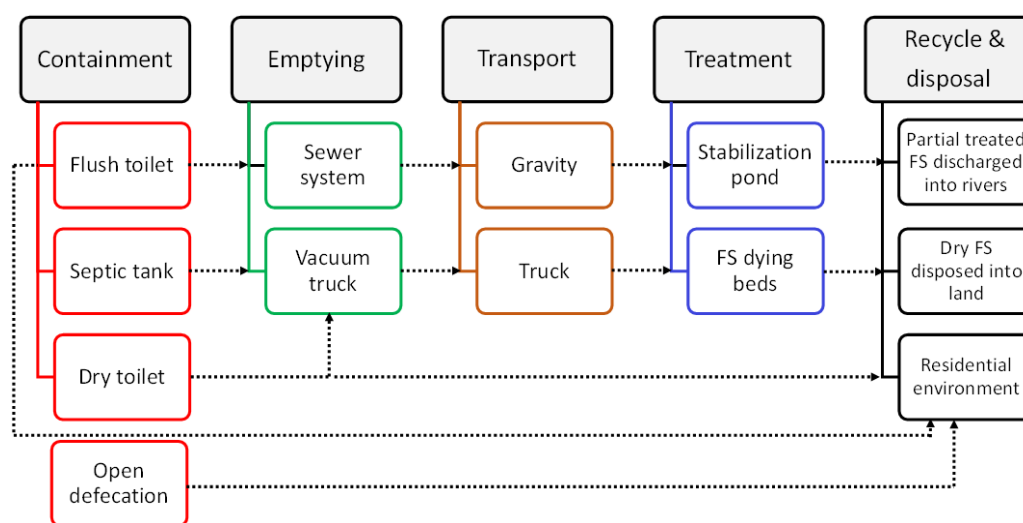 Containment
Emptying
Transport
Treatment
Recycle &
disposal
Flush toilet
Sewer
system
Gravity
Stabilization
pond
Partial treated
FS discharged
into rivers
Septic tank
Vacuum
truck
Truck
FS dying
beds
Dry FS
disposed into
land
Dry toilet
Residential
environment
Open
defecation